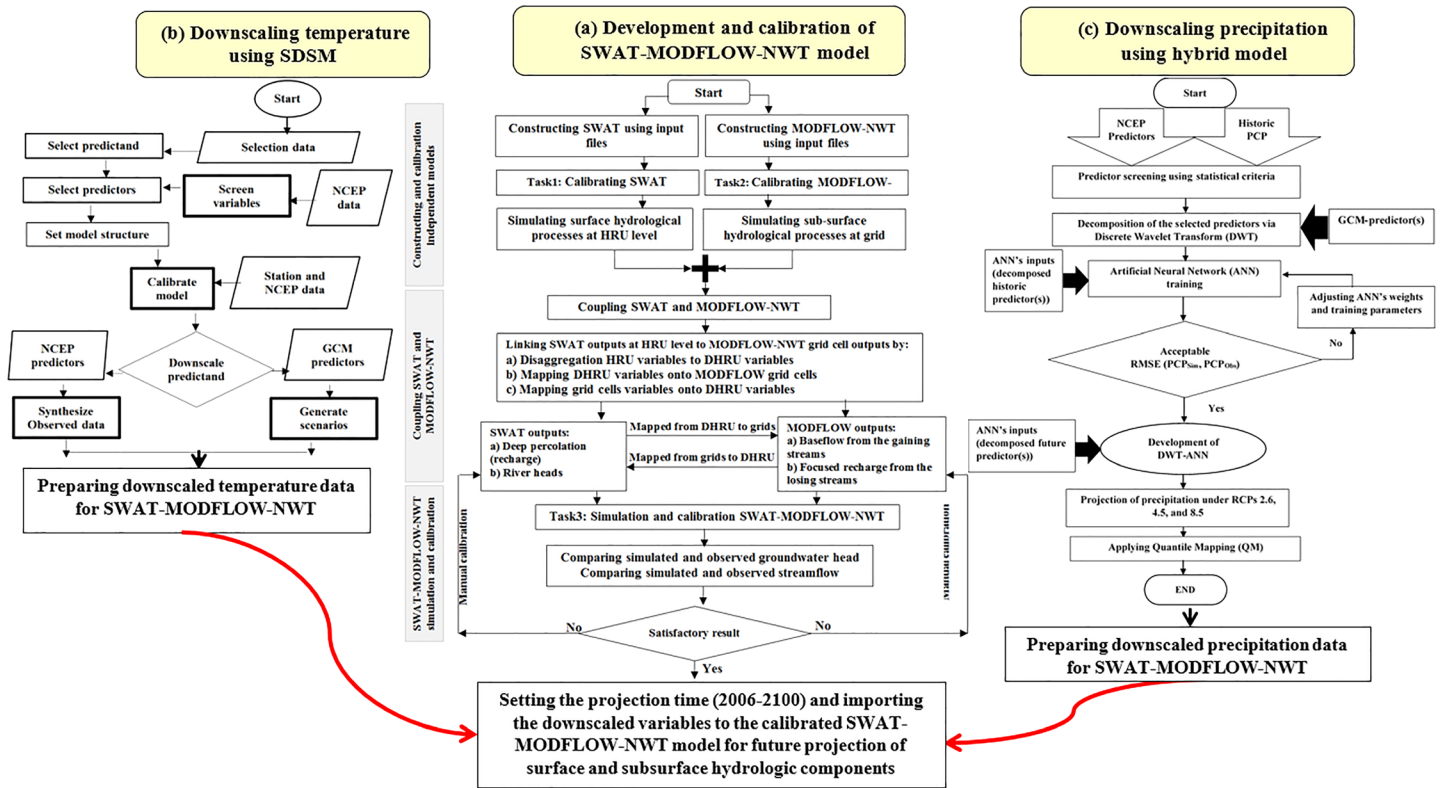 (b) Downscaling temperature
using SDSM
Start
Selection data
Select predictand
Select predictors
Screen
variables
NCEP
data
Set model structure
Calibrate
model
Station and
NCEP data
NCEP
predictors
Downscale
predictand
GCM
predictors
Synthesize
Observed data
Generate
scenarios
Preparing downscaled temperature data
for SWAT-MODFLOW-NWT
Constructing and calibration
Independent models
Coupling SWAT and
MODFLOW-NWT
SWAT-MODFLOW-NWT
simulation and calibration
(a) Development and calibration of
SWAT-MODFLOW-NWT model
Start
Constructing SWAT using input
files
Constructing MODFLOW-NWT
using input files
Task1: Calibrating SWAT
Task2: Calibrating MODFLOW-
Simulating surface hydrological
processes at HRU level
Simulating sub-surface
hydrological processes at grid
Coupling SWAT and MODFLOW-NWT
Linking SWAT outputs at HRU level to MODFLOW-NWT grid cell outputs by:
a) Disaggregation HRU variables to DHRU variables
b) Mapping DHRU variables onto MODFLOW grid cells
c) Mapping grid cells variables onto DHRU variables
SWAT outputs:
a) Deep percolation
(recharge)
b) River heads
Mapped from DHRU to grids
Mapped from grids to DHRU
MODFLOW outputs:
a) Baseflow from the gaining
streams
b) Focused recharge from the
losing streams
Task3: Simulation and calibration SWAT-MODFLOW-NWT
Comparing simulated and observed groundwater head
Comparing simulated and observed streamflow
Manual calibration
Manual calibration
No
Satisfactory result
No
Yes
Setting the projection time (2006-2100) and importing
the downscaled variables to the calibrated SWAT-
MODFLOW-NWT model for future projection of
surface and subsurface hydrologic components
(c) Downscaling precipitation
using hybrid model
Start
NCEP
Predictors
Historic
PCP
Predictor screening using statistical criteria
Decomposition of the selected predictors via
Discrete Wavelet Transform (DWT)
GCM-predictor(s)
ANN's inputs
(decomposed
historic
predictor(s))
Artificial Neural Network (ANN)
training
Adjusting ANN's weights
and training parameters
No
Acceptable
RMSE (PCPSim, PCPObs)
Yes
ANN's inputs
(decomposed future
predictor(s))
Development of
DWT-ANN
Projection of precipitation under RCPs 2.6,
4.5, and 8.5
Applying Quantile Mapping (QM)
END
Preparing downscaled precipitation data
for SWAT-MODFLOW-NWT